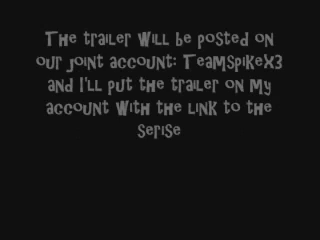 The trailer will be posted on
our joint account: TeamSpikeX3
and I'll put the trailer on my
account with the link to the
serise